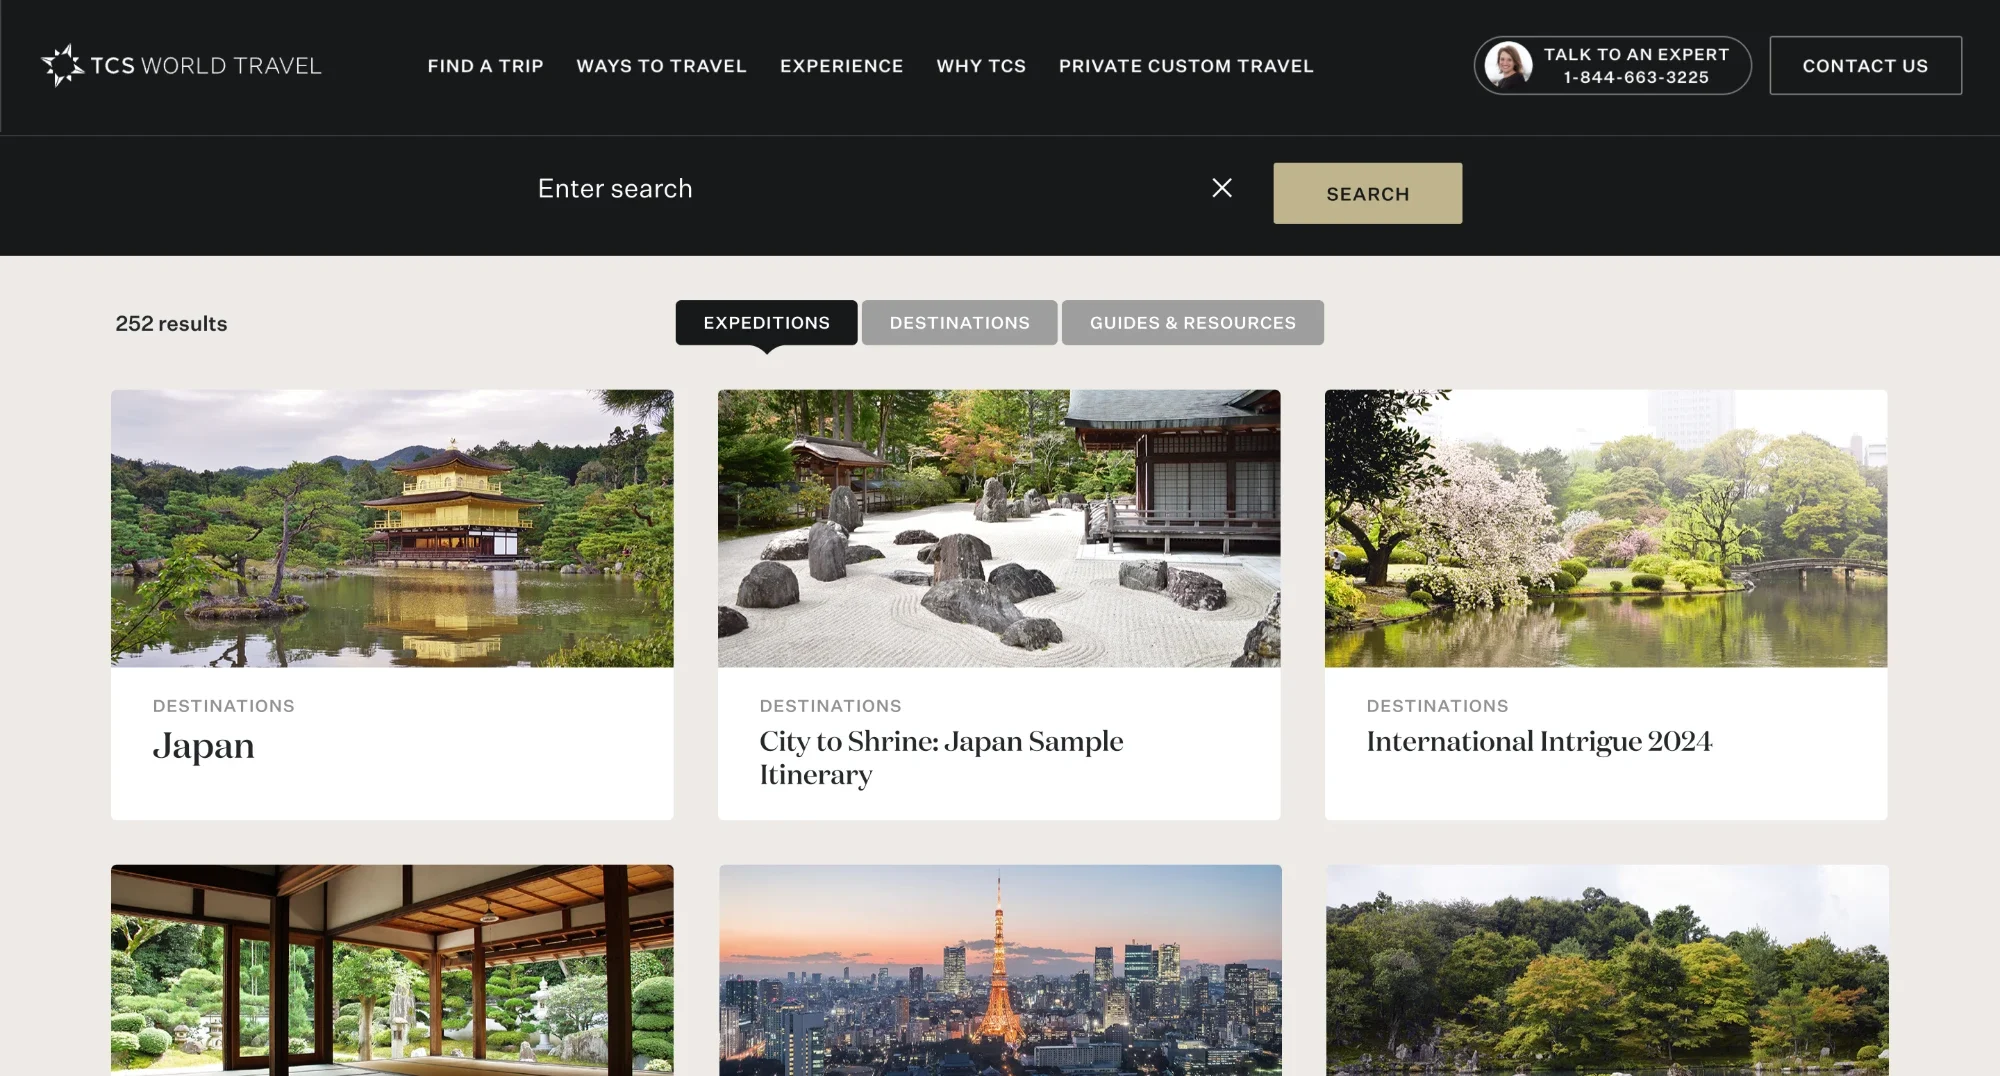 TCS WORLD TRAVEL
FIND A TRIP
WAYS TO TRAVEL
EXPERIENCE
WHY TCS
PRIVATE CUSTOM TRAVEL
TALK TO AN EXPERT
1-844-663-3225
CONTACT US
Enter search
SEARCH
252 results
EXPEDITIONS
DESTINATIONS
GUIDES & RESOURCES
DESTINATIONS
Japan
DESTINATIONS
City to Shrine: Japan Sample
Itinerary
DESTINATIONS
International Intrigue 2024